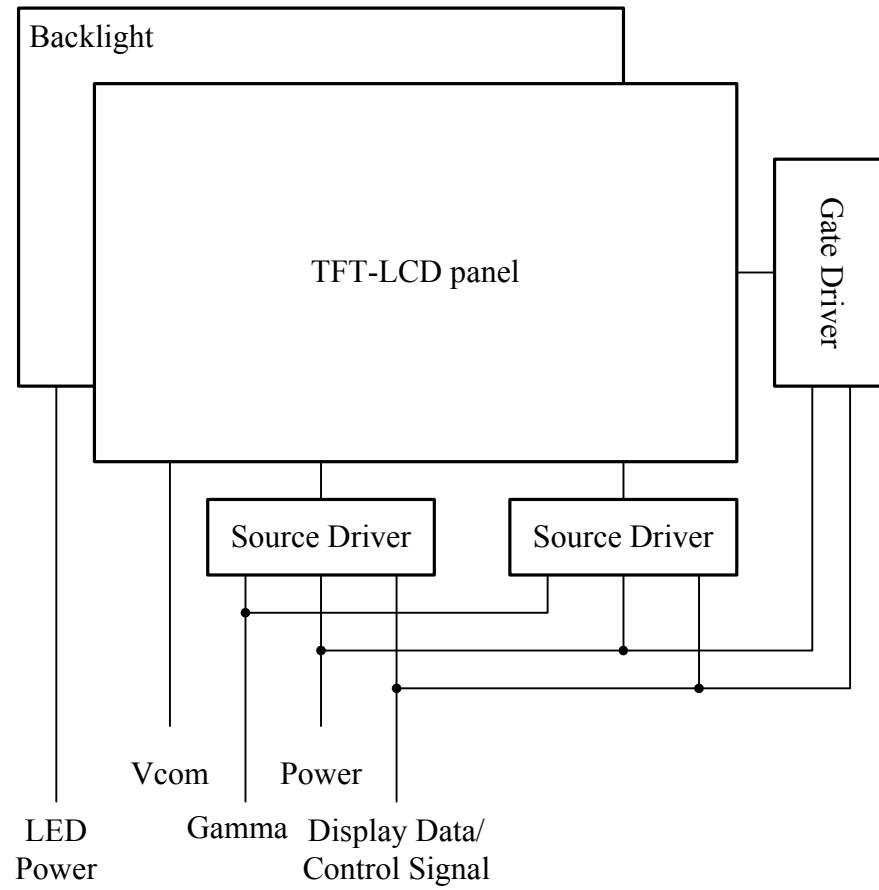 Backlight
TFT-LCD panel
Gate Driver
Source Driver
Source Driver
Vcom
Power
LED
Power
Gamma
Display Data/
Control Signal